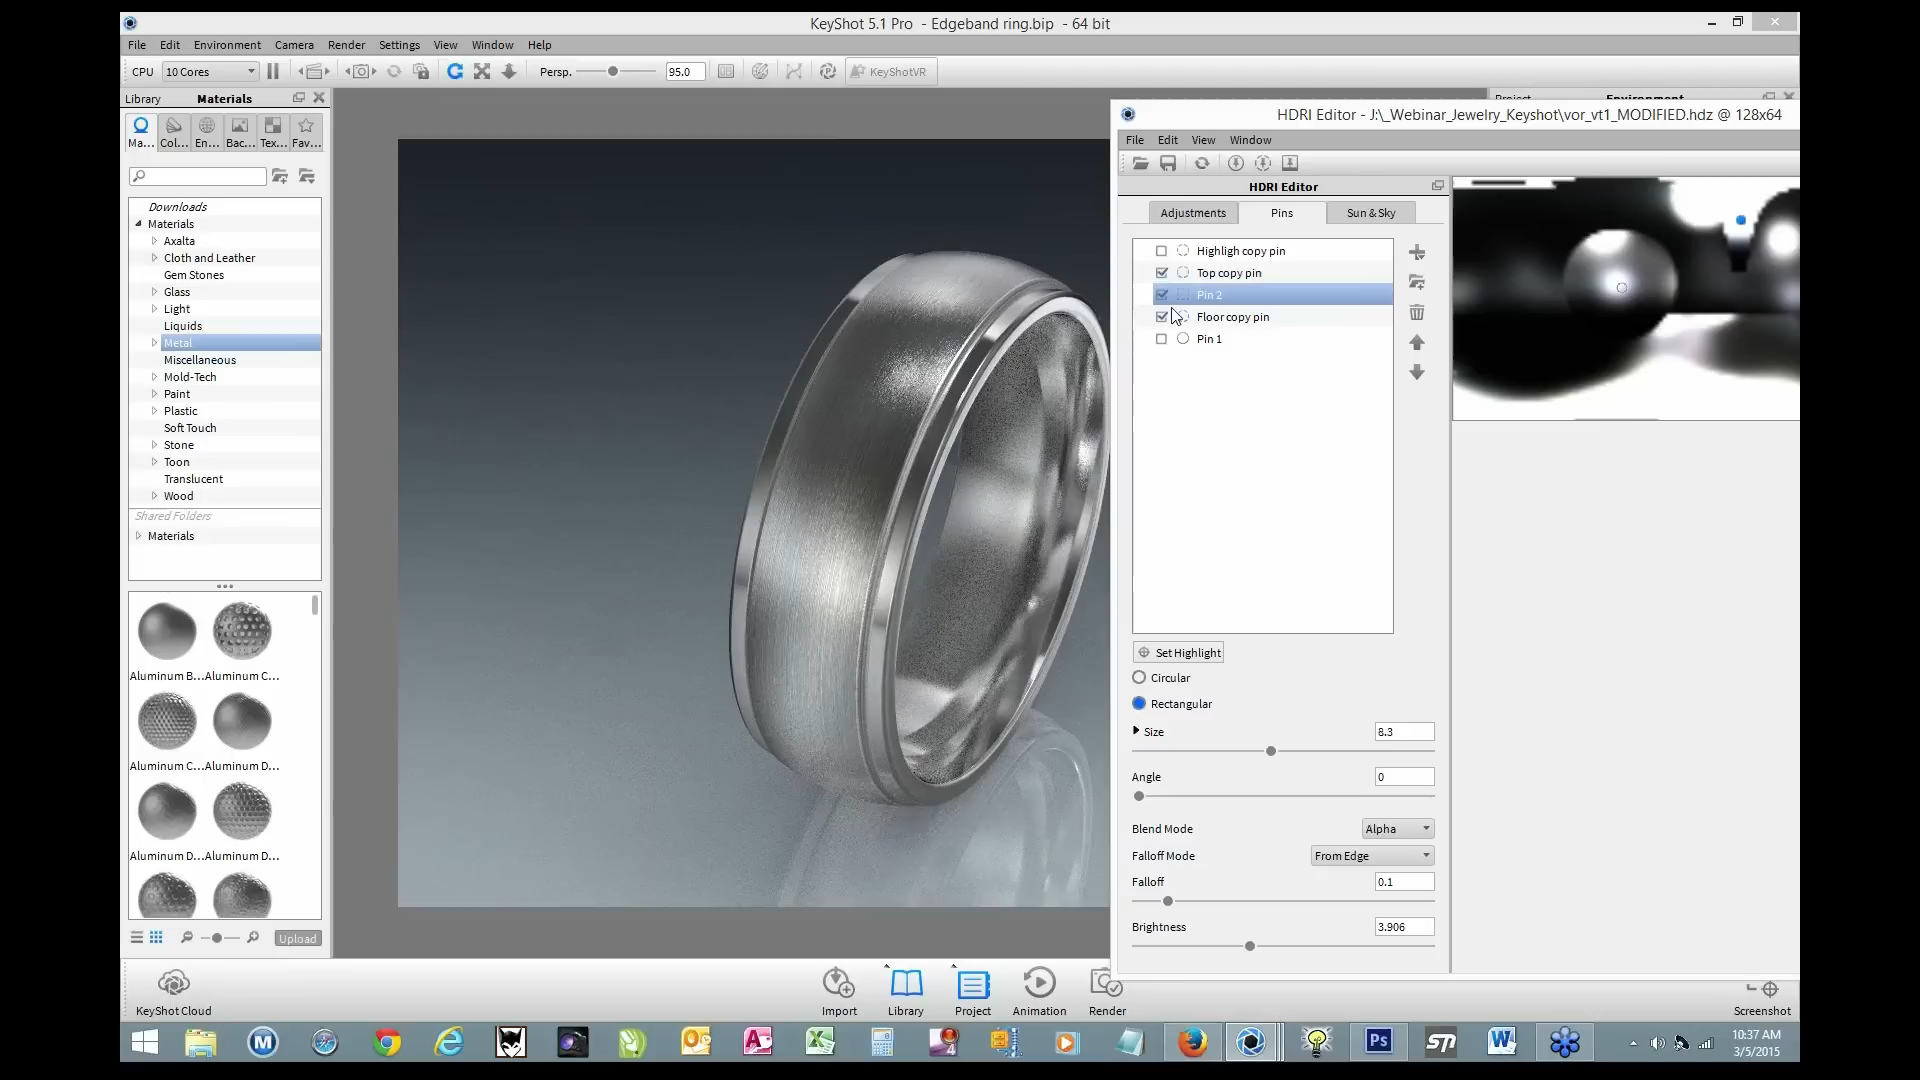 KeyShot 5.1 Pro - Edgeband ring.bip - 64 bit
File Edit Environment Camera Render Settings View Window Help
CPU 10 Cores Persp. 95.0 KeyShotVR
Library Materials
Ma... Col... En... Bac... Tex... Fav...
Downloads
Materials
Axalta
Cloth and Leather
Gem Stones
Glass
Light
Liquids
Metal
Miscellaneous
Mold-Tech
Paint
Plastic
Soft Touch
Stone
Toon
Translucent
Wood
Shared Folders
Materials
Aluminum B... Aluminum C...
Aluminum C... Aluminum D...
Aluminum D... Aluminum D...
Upload
HDRI Editor - J:\_Webinar_Jewelry_Keyshot\vor_vt1_MODIFIED.hdz @ 128x64
File Edit View Window
HDRI Editor
Adjustments Pins Sun & Sky
Highligh copy pin
Top copy pin
Pin 2
Floor copy pin
Pin 1
Set Highlight
Circular
Rectangular
Size 8.3
Angle 0
Blend Mode Alpha
Falloff Mode From Edge
Falloff 0.1
Brightness 3.906
KeyShot Cloud Import Library Project Animation Render Screenshot
10:37 AM
3/5/2015